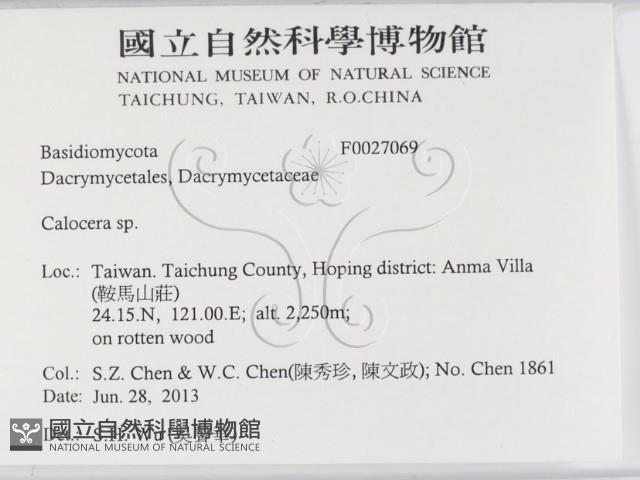 國立自然科學博物館
NATIONAL MUSEUM OF NATURAL SCIENCE
TAICHUNG, TAIWAN, R.O.CHINA
Basidiomycota F0027069
Dacrymycetales, Dacrymycetaceae
Calocera sp.
Loc.: Taiwan. Taichung County, Hoping district: Anma Villa
(鞍馬山莊)
24.15.N, 121.00.E; alt. 2,250m;
on rotten wood
Col.: S.Z. Chen & W.C. Chen(陳秀珍, 陳文政); No. Chen 1861
Date: Jun. 28, 2013
國立自然科學博物館
NATIONAL MUSEUM OF NATURAL SCIENCE